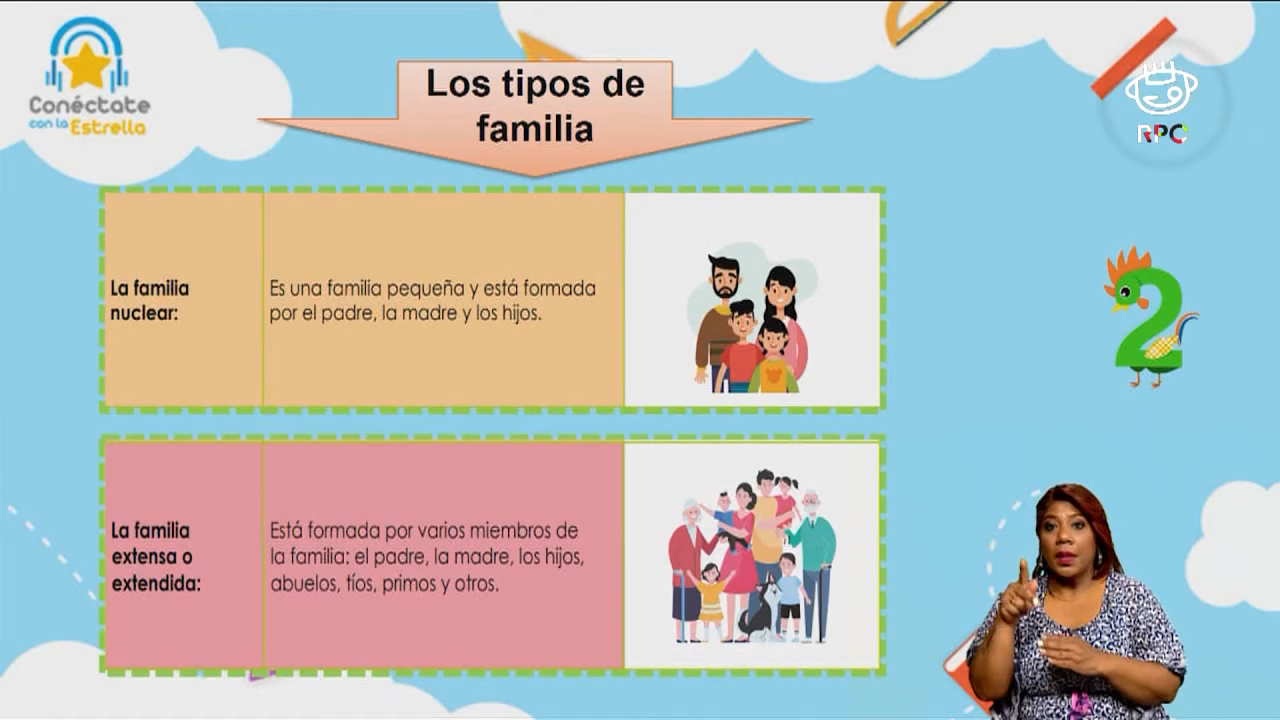 Conéctate
con la Estrella
Los tipos de
familia
RPC
La familia
nuclear:
Es una familia pequeña y está formada
por el padre, la madre y los hijos.
2
La familia
extensa o
extendida:
Está formada por varios miembros de
la familia: el padre, la madre, los hijos,
abuelos, tíos, primos y otros.